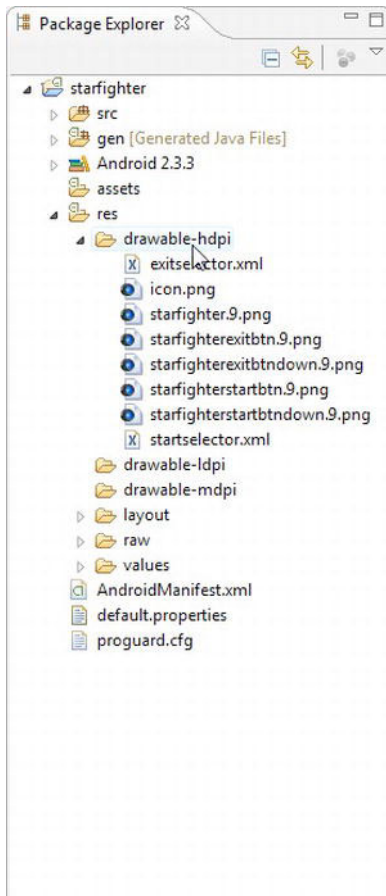 Package Explorer
starfighter
src
gen [Generated Java Files]
Android 2.3.3
assets
res
drawable-hdpi
exitselector.xml
icon.png
starfighter.9.png
starfighterexitbtn.9.png
starfighterexitbtndown.9.png
starfighterstartbtn.9.png
starfighterstartbtndown.9.png
startselector.xml
drawable-ldpi
drawable-mdpi
layout
raw
values
AndroidManifest.xml
default.properties
proguard.cfg